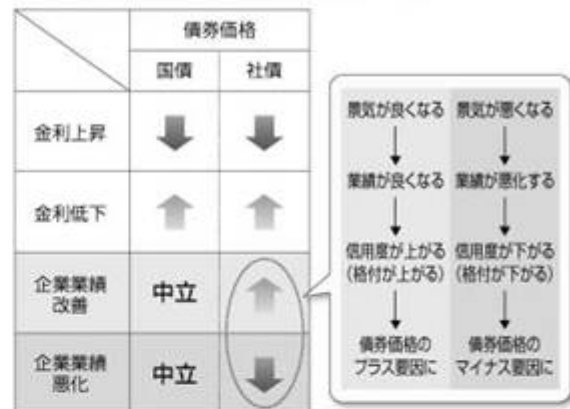 債券価格
国債 社債
金利上昇
金利低下
企業業績
改善
中立
企業業績
悪化
中立
景気が良くなる
業績が良くなる
信用度が上がる
(格付が上がる)
債券価格の
プラス要因に
景気が悪くなる
業績が悪化する
信用度が下がる
(格付が下がる)
債券価格の
マイナス要因に